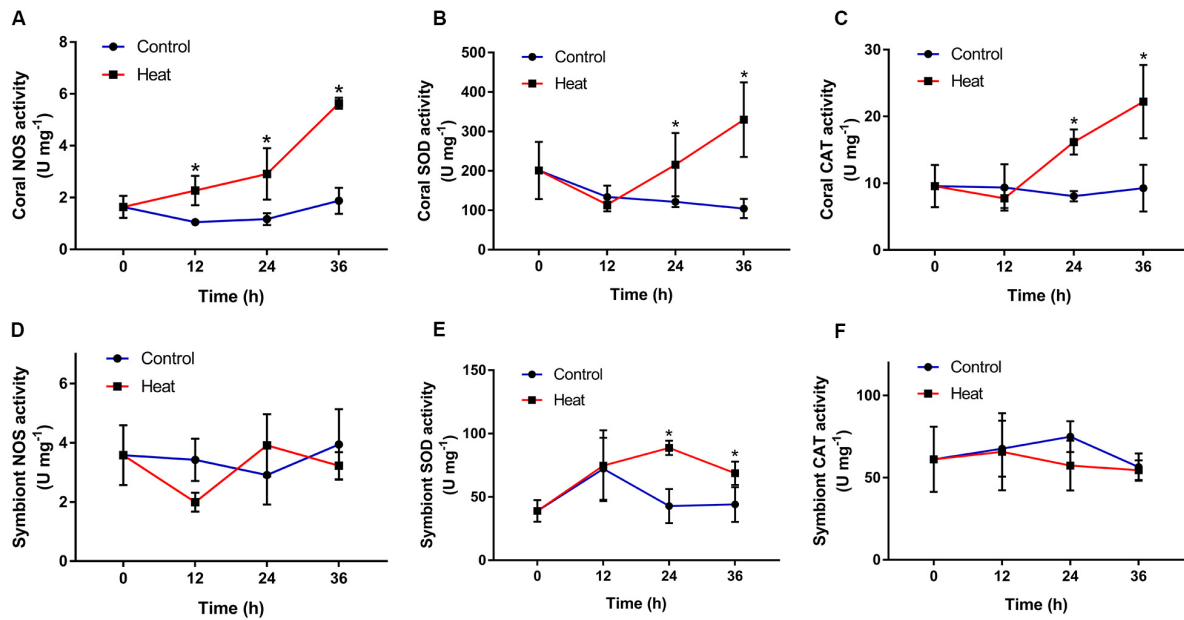 A
Coral NOS activity
(U mg-1)
8
6
4
2
0
Control
Heat
*
*
*
0 12 24 36
Time (h)
B
Coral SOD activity
(U mg-1)
500
400
300
200
100
0
Control
Heat
*
*
0 12 24 36
Time (h)
C
Coral CAT activity
(U mg-1)
30
20
10
0
Control
Heat
*
*
0 12 24 36
Time (h)
D
Symbiont NOS activity
(U mg-1)
6
4
2
0
Control
Heat
0 12 24 36
Time (h)
E
Symbiont SOD activity
(U mg-1)
150
100
50
0
Control
Heat
*
*
0 12 24 36
Time (h)
F
Symbiont CAT activity
(U mg-1)
100
50
0
Control
Heat
0 12 24 36
Time (h)